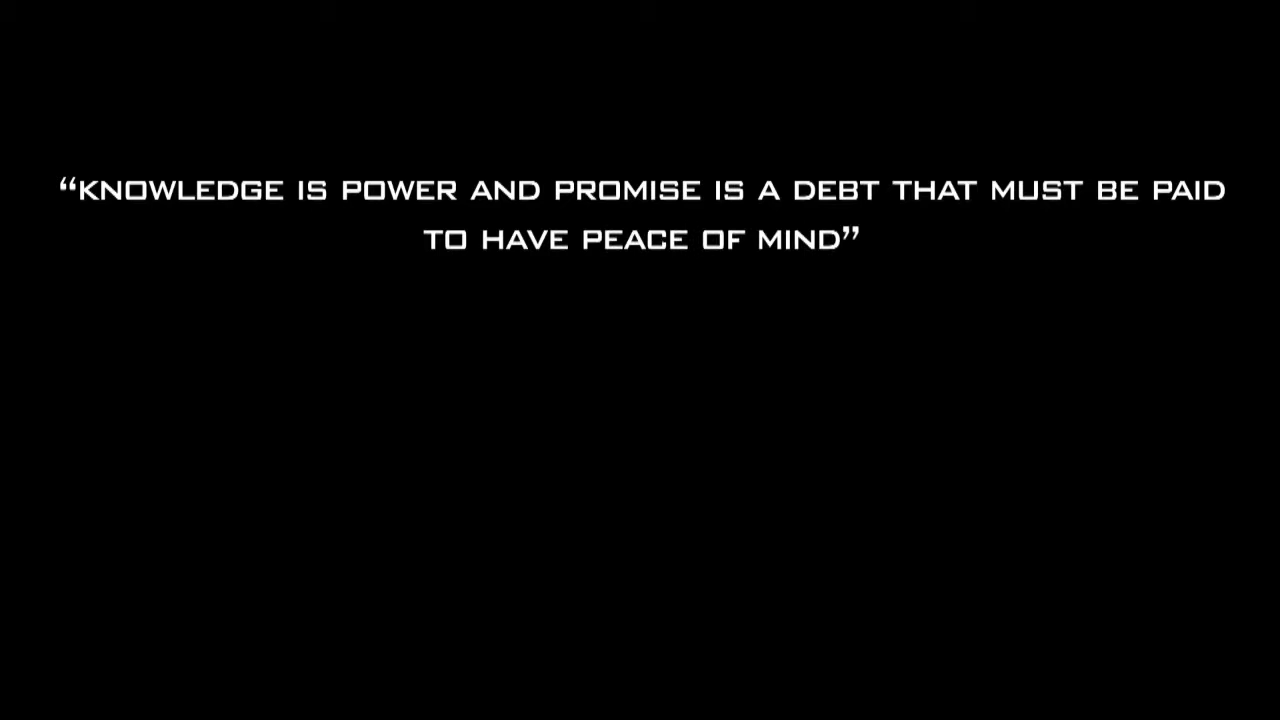 “KNOWLEDGE IS POWER AND PROMISE IS A DEBT THAT MUST BE PAID
TO HAVE PEACE OF MIND”